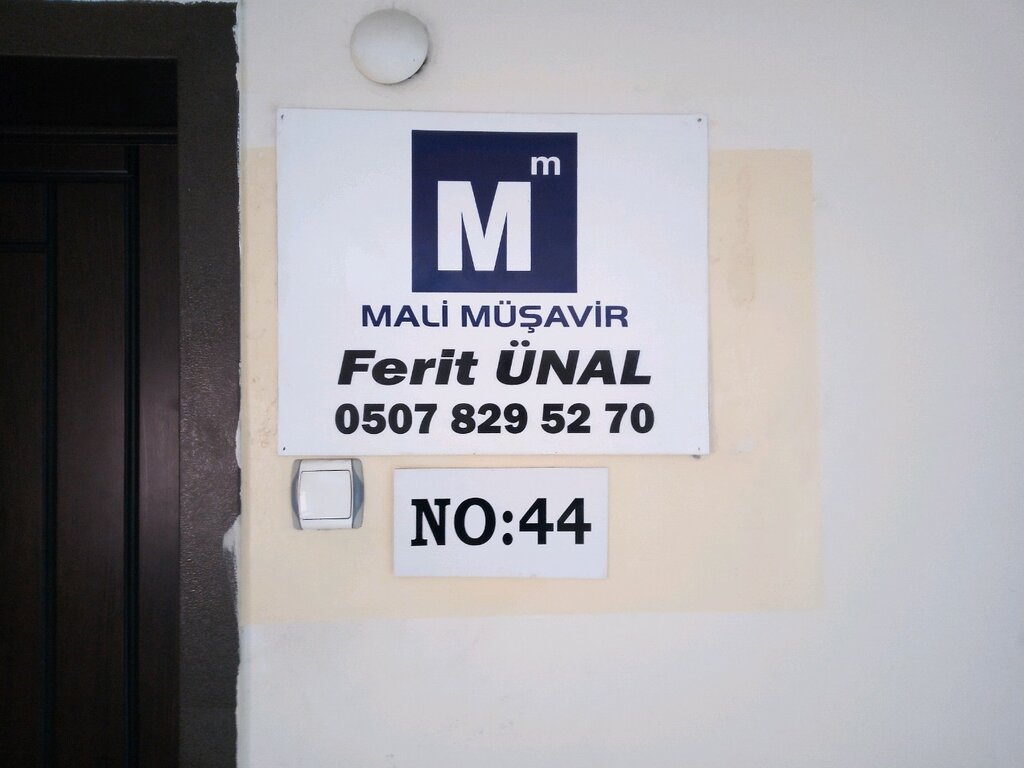 Mm
MALİ MÜŞAVİR
Ferit ÜNAL
0507 829 52 70
NO:44